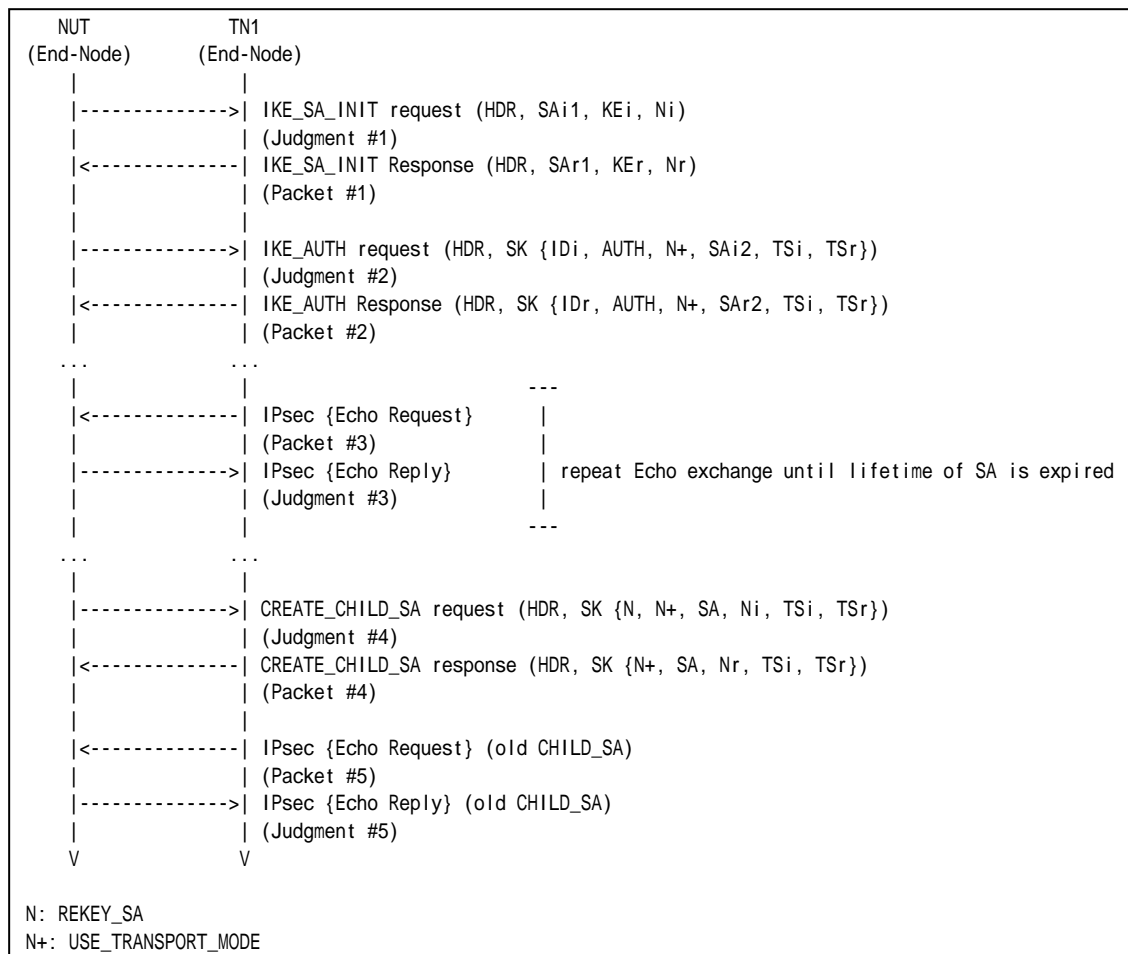 NUT TN1
(End-Node) (End-Node)
| |
|-------------->| IKE_SA_INIT request (HDR, SAi1, KEi, Ni)
| | (Judgment #1)
|<--------------| IKE_SA_INIT Response (HDR, SAr1, KEr, Nr)
| | (Packet #1)
| |
|-------------->| IKE_AUTH request (HDR, SK {IDi, AUTH, N+, SAi2, TSi, TSr})
| | (Judgment #2)
|<--------------| IKE_AUTH Response (HDR, SK {IDr, AUTH, N+, SAr2, TSi, TSr})
| | (Packet #2)
... ...
| | ---
|<--------------| IPsec {Echo Request} |
| | (Packet #3) |
|-------------->| IPsec {Echo Reply} | repeat Echo exchange until lifetime of SA is expired
| | (Judgment #3) |
| | ---
... ...
| |
|-------------->| CREATE_CHILD_SA request (HDR, SK {N, N+, SA, Ni, TSi, TSr})
| | (Judgment #4)
|<--------------| CREATE_CHILD_SA response (HDR, SK {N+, SA, Nr, TSi, TSr})
| | (Packet #4)
| |
|<--------------| IPsec {Echo Request} (old CHILD_SA)
| | (Packet #5)
|-------------->| IPsec {Echo Reply} (old CHILD_SA)
| | (Judgment #5)
V V
N: REKEY_SA
N+: USE_TRANSPORT_MODE